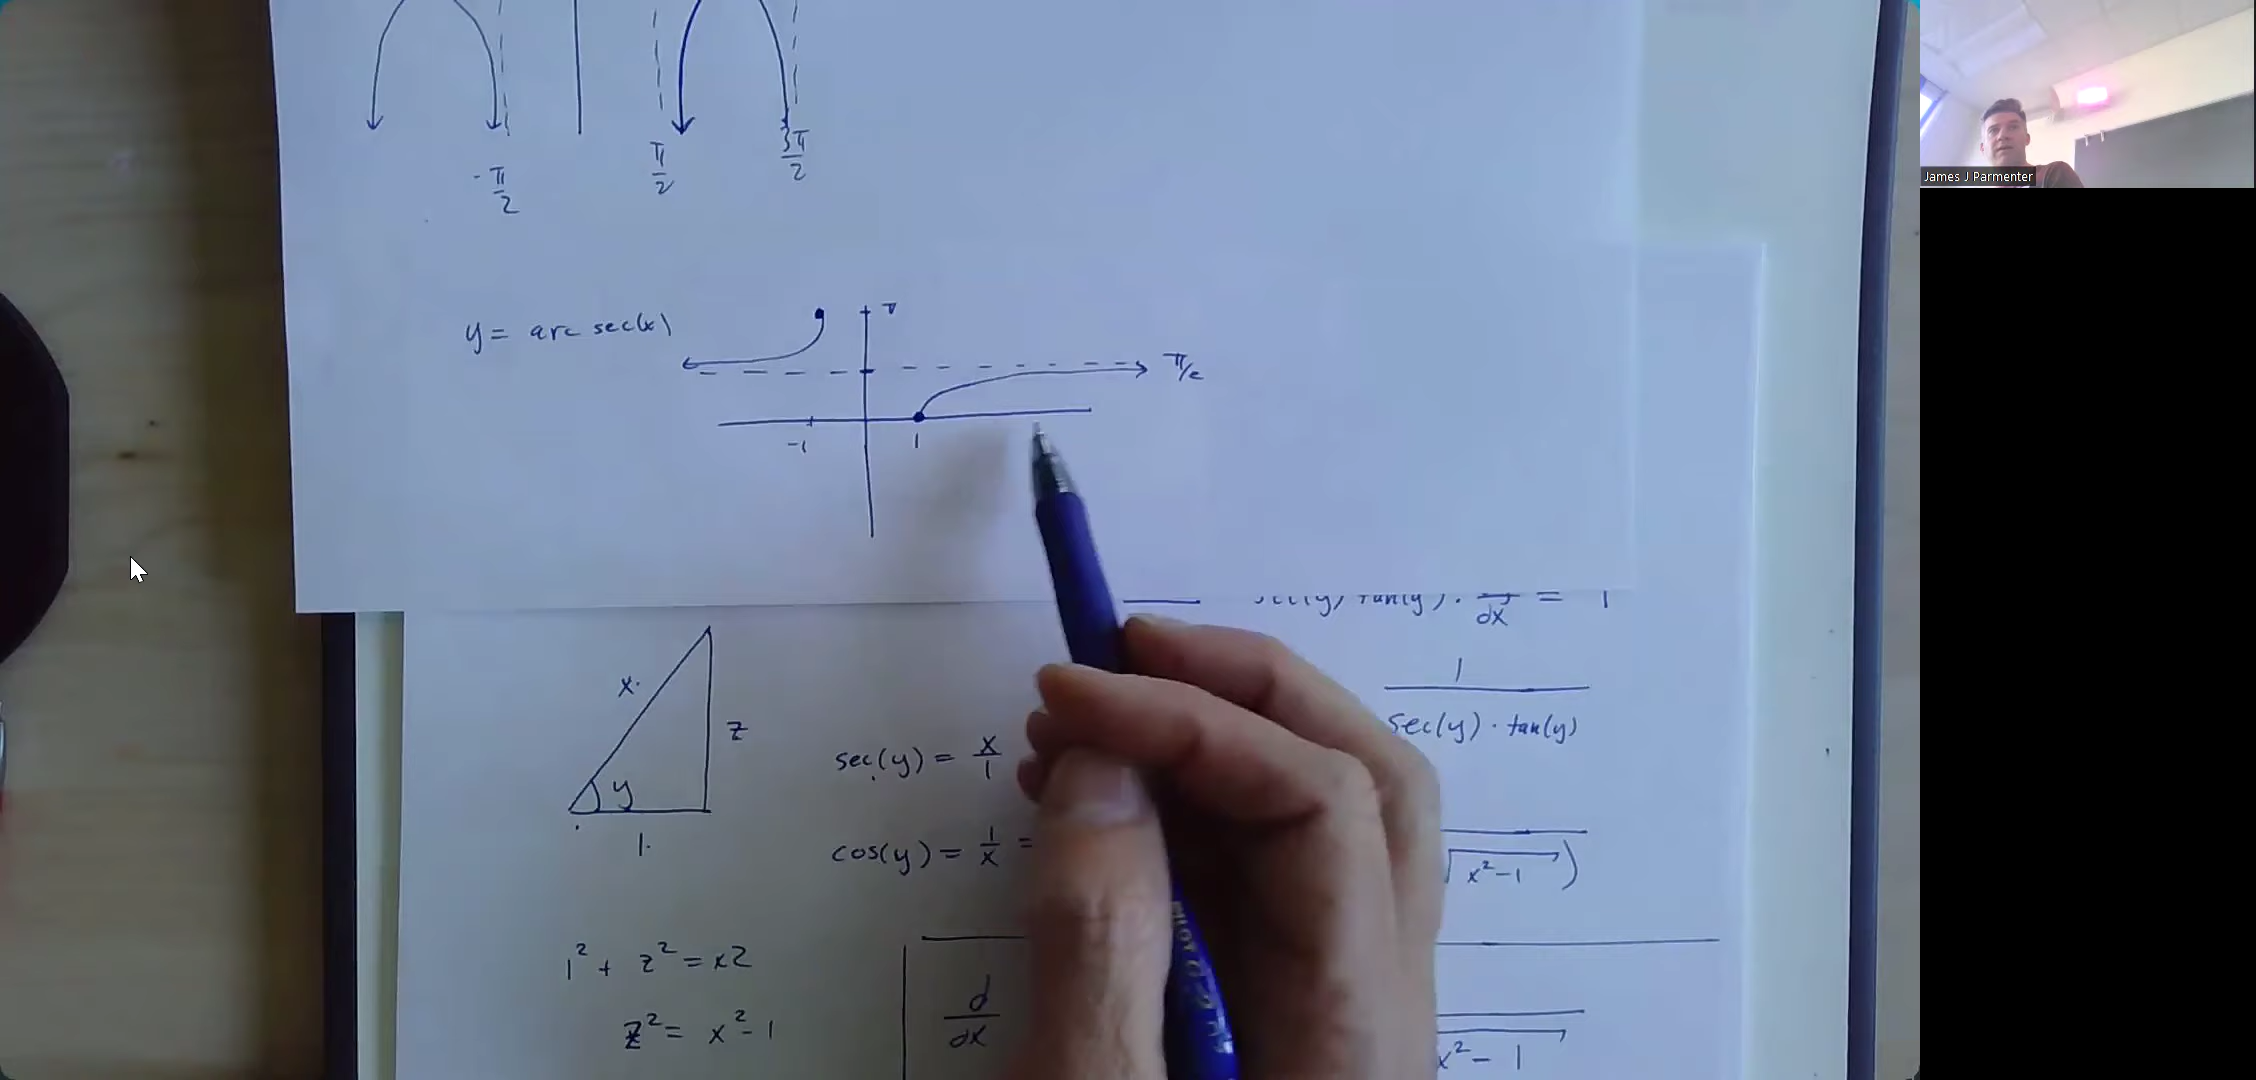 - π/2
π/2
3π/2
y = arc sec(x)
π
π/2
-1
1
dx = 1
x
z
y
1
sec(y) = x/1
1/(sec(y) · tan(y))
cos(y) = 1/x =
√(x²-1))
1² + z² = x2
z² = x² - 1
d/dx
x² - 1
James J Parmenter